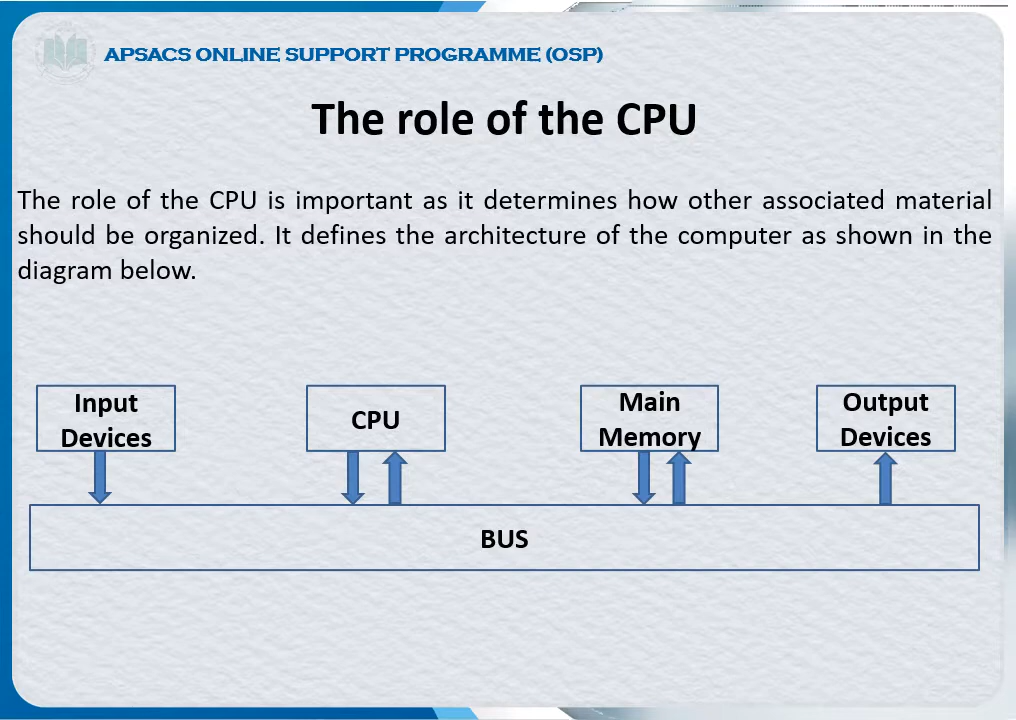 APSACS ONLINE SUPPORT PROGRAMME (OSP)
The role of the CPU
The role of the CPU is important as it determines how other associated material
should be organized. It defines the architecture of the computer as shown in the
diagram below.
Input
Devices
CPU
Main
Memory
Output
Devices
BUS